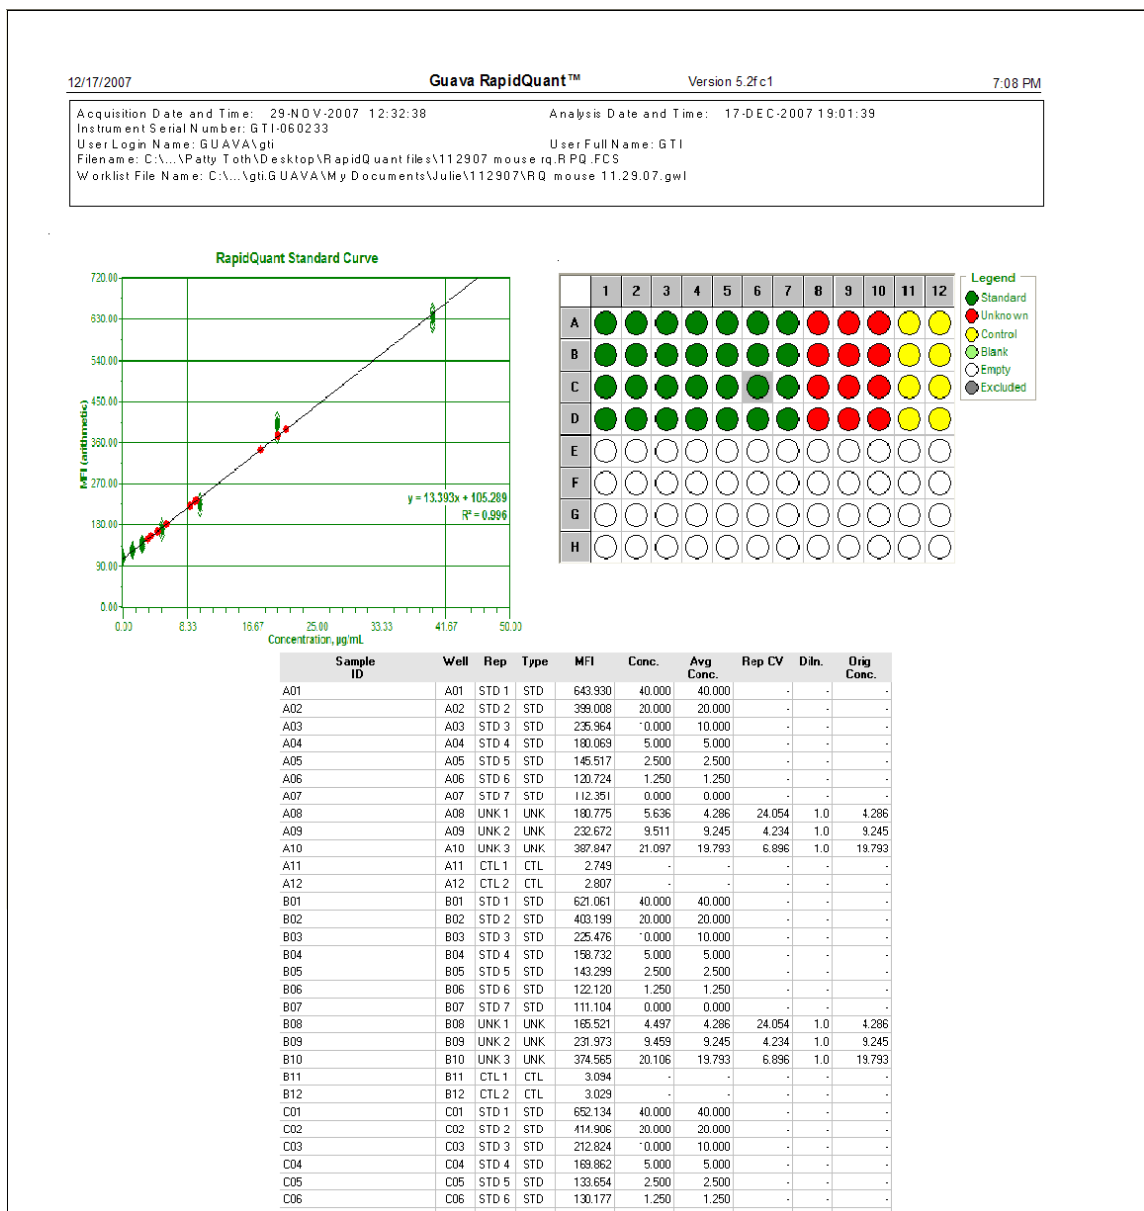 12/17/2007 Guava RapidQuant™ Version 5.2fc1 7:08 PM
Acquisition Date and Time: 29-NOV-2007 12:32:38 Analysis Date and Time: 17-DEC-2007 19:01:39
Instrument Serial Number: GTI-060233
User Login Name: GUAVA\gti User Full Name: GTI
Filename: C:\...\Patty Toth\Desktop\RapidQuant files\112907 mouse rq.RPQ.FCS
Worklist File Name: C:\...\gti.GUAVA\My Documents\Julie\112907\RQ mouse 11.29.07.gwl
RapidQuant Standard Curve
720.00
630.00
540.00
450.00
360.00
270.00
180.00
90.00
0.00
MFI (arithmetic)
y = 13.393x + 105.289
R² = 0.996
0.00 8.33 16.67 25.00 33.33 41.67 50.00
Concentration, µg/mL
1 2 3 4 5 6 7 8 9 10 11 12
A
B
C
D
E
F
G
H
Legend
Standard
Unknown
Control
Blank
Empty
Excluded
Sample ID Well Rep Type MFI Conc. Avg Conc. Rep CV Diln. Orig Conc.
A01 A01 STD 1 STD 643.930 40.000 40.000 - - -
A02 A02 STD 2 STD 399.008 20.000 20.000 - - -
A03 A03 STD 3 STD 235.964 10.000 10.000 - - -
A04 A04 STD 4 STD 180.069 5.000 5.000 - - -
A05 A05 STD 5 STD 145.517 2.500 2.500 - - -
A06 A06 STD 6 STD 120.724 1.250 1.250 - - -
A07 A07 STD 7 STD 112.351 0.000 0.000 - - -
A08 A08 UNK 1 UNK 180.775 5.636 4.286 24.054 1.0 4.286
A09 A09 UNK 2 UNK 232.672 9.511 9.245 4.234 1.0 9.245
A10 A10 UNK 3 UNK 387.847 21.097 19.793 6.896 1.0 19.793
A11 A11 CTL 1 CTL 2.749 - - - - -
A12 A12 CTL 2 CTL 2.807 - - - - -
B01 B01 STD 1 STD 621.061 40.000 40.000 - - -
B02 B02 STD 2 STD 403.199 20.000 20.000 - - -
B03 B03 STD 3 STD 225.476 10.000 10.000 - - -
B04 B04 STD 4 STD 158.732 5.000 5.000 - - -
B05 B05 STD 5 STD 143.299 2.500 2.500 - - -
B06 B06 STD 6 STD 122.120 1.250 1.250 - - -
B07 B07 STD 7 STD 111.104 0.000 0.000 - - -
B08 B08 UNK 1 UNK 165.521 4.497 4.286 24.054 1.0 4.286
B09 B09 UNK 2 UNK 231.973 9.459 9.245 4.234 1.0 9.245
B10 B10 UNK 3 UNK 374.565 20.106 19.793 6.896 1.0 19.793
B11 B11 CTL 1 CTL 3.094 - - - - -
B12 B12 CTL 2 CTL 3.029 - - - - -
C01 C01 STD 1 STD 652.134 40.000 40.000 - - -
C02 C02 STD 2 STD 414.906 20.000 20.000 - - -
C03 C03 STD 3 STD 212.824 10.000 10.000 - - -
C04 C04 STD 4 STD 169.862 5.000 5.000 - - -
C05 C05 STD 5 STD 133.654 2.500 2.500 - - -
C06 C06 STD 6 STD 130.177 1.250 1.250 - - -